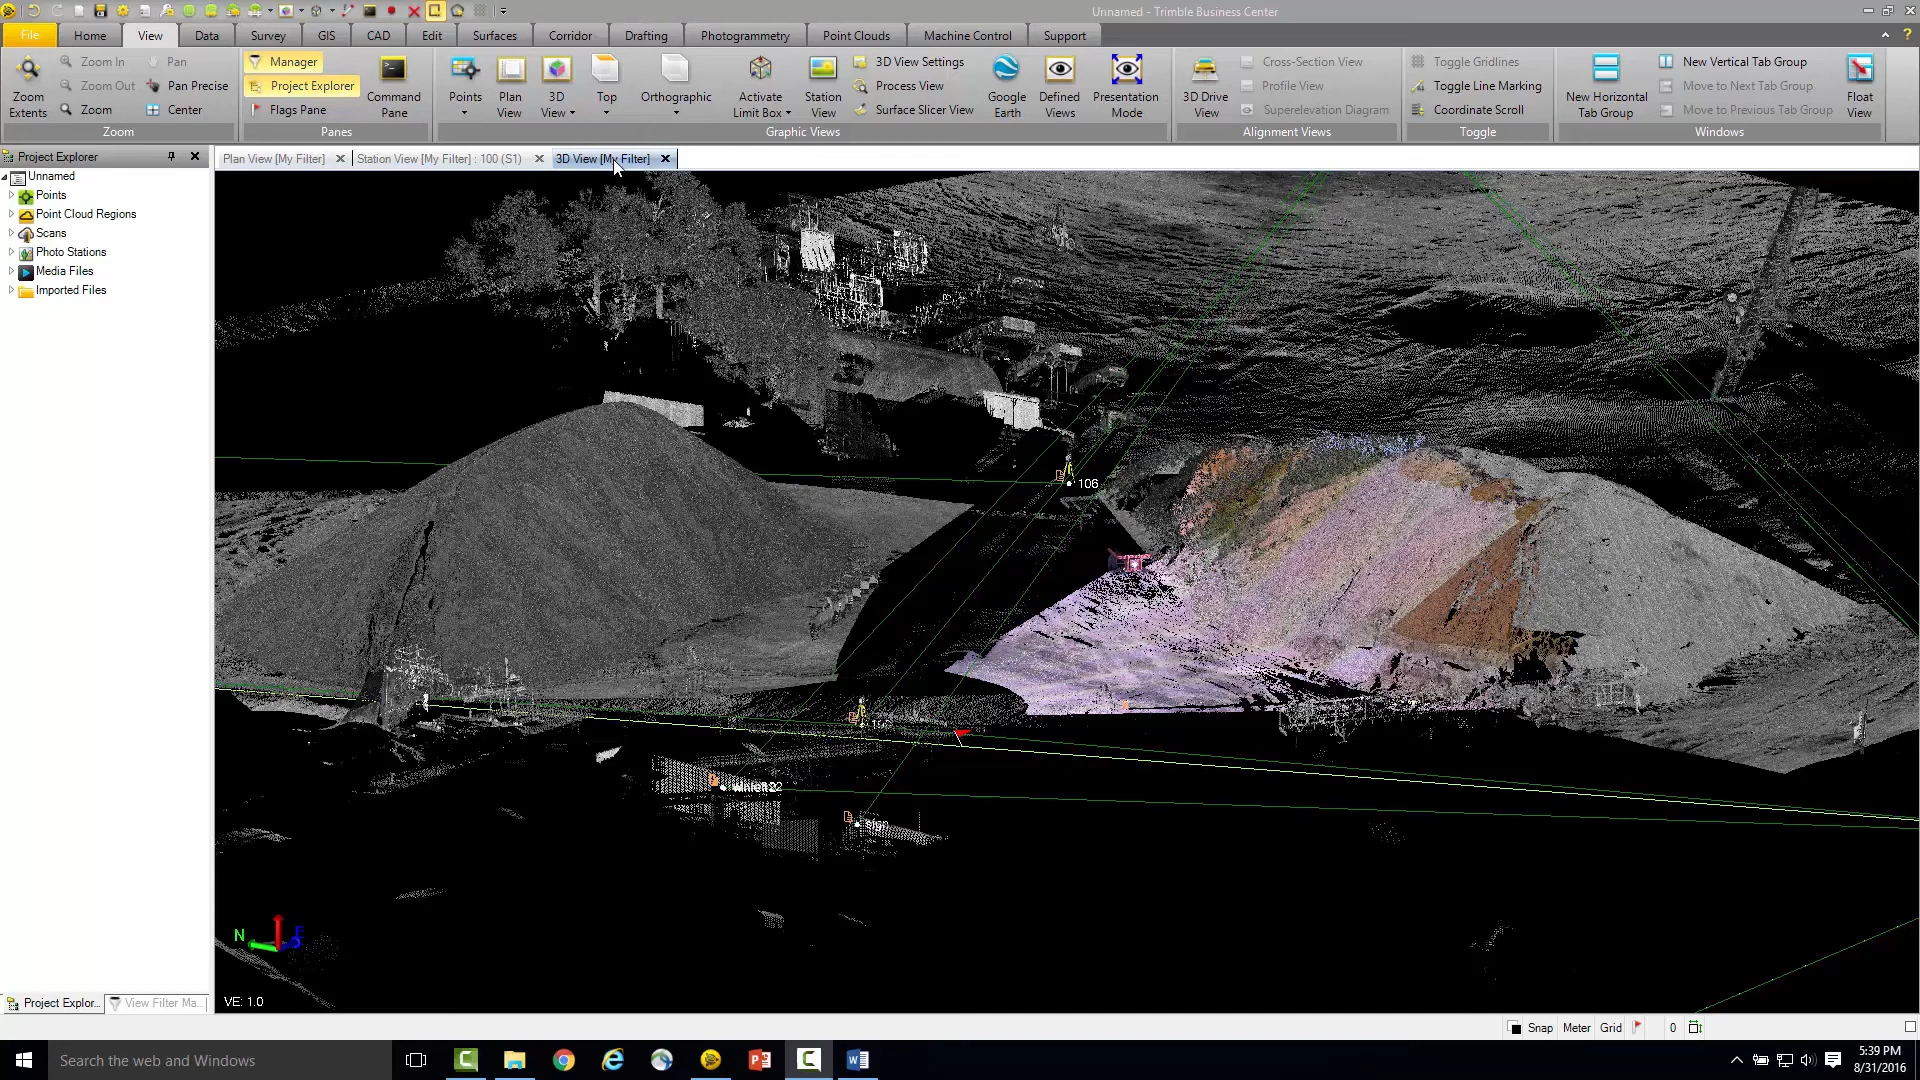 Unnamed - Trimble Business Center
File Home View Data Survey GIS CAD Edit Surfaces Corridor Drafting Photogrammetry Point Clouds Machine Control Support
Zoom Extents
Zoom In
Zoom Out
Zoom
Pan
Pan Precise
Center
Zoom
Manager
Project Explorer
Flags Pane
Command Pane
Panes
Points
Plan View
3D View
Top
Orthographic
Activate Limit Box
Station View
3D View Settings
Process View
Surface Slicer View
Google Earth
Defined Views
Presentation Mode
Graphic Views
3D Drive View
Cross-Section View
Profile View
Superelevation Diagram
Alignment Views
Toggle Gridlines
Toggle Line Marking
Coordinate Scroll
Toggle
New Horizontal Tab Group
New Vertical Tab Group
Move to Next Tab Group
Move to Previous Tab Group
Float View
Windows
Project Explorer
Plan View [My Filter]
Station View [My Filter] : 100 (S1)
3D View [My Filter]
Unnamed
Points
Point Cloud Regions
Scans
Photo Stations
Media Files
Imported Files
106
sign
N
E
VE: 1.0
Project Explor...
View Filter Ma...
Snap Meter Grid 0
Search the web and Windows
5:39 PM
8/31/2016